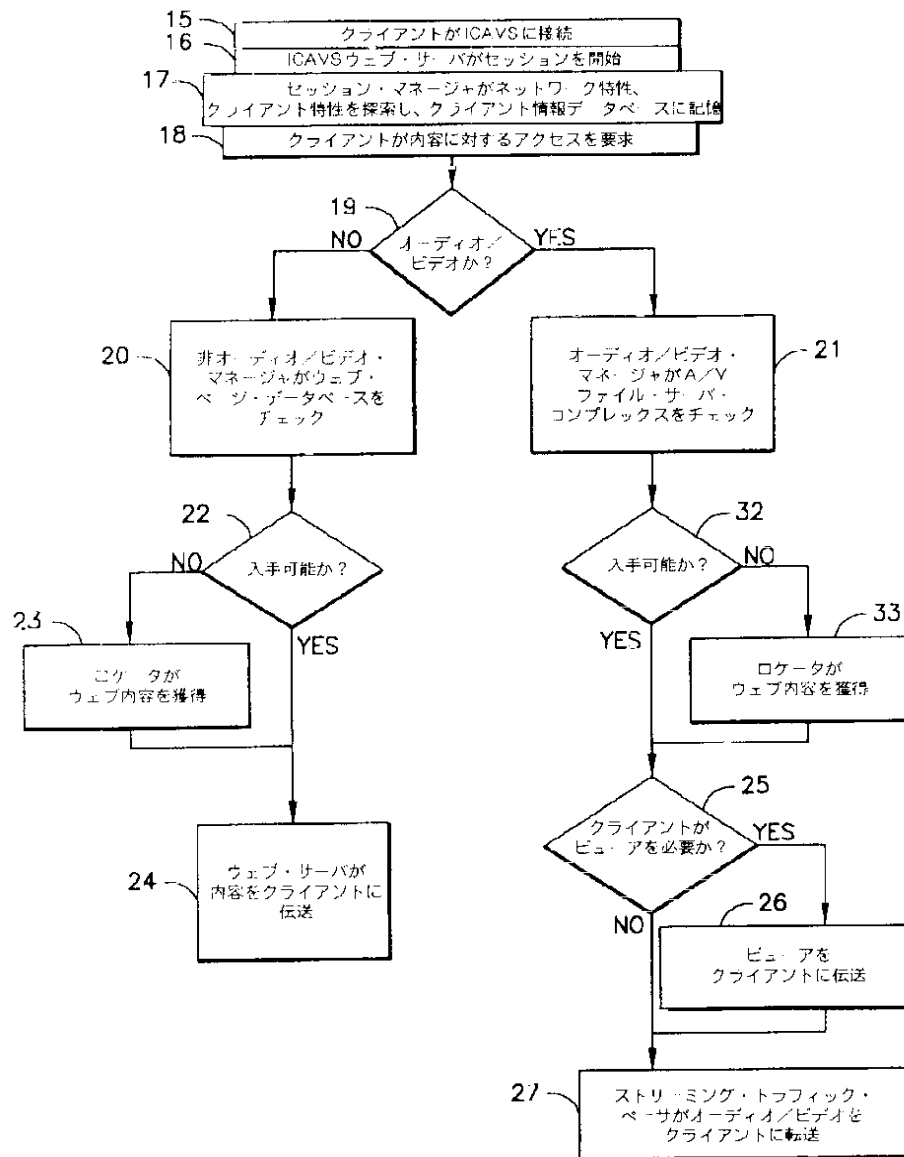 15
クライアントがICAVSに接続
16
ICAVSウェブ・サーバがセッションを開始
17
セッション・マネージャがネットワーク特性、
クライアント特性を探索し、クライアント情報データベースに記憶
18
クライアントが内容に対するアクセスを要求
19
NO
オーディオ/
ビデオか?
YES
20
非オーディオ/ビデオ・
マネージャがウェブ・
ページ・データベースを
チェック
オーディオ/ビデオ・
マネージャがA/V
ファイル・サーバ・
コンプレックスをチェック
21
22
NO
入手可能か?
YES
32
入手可能か?
NO
YES
23
ロケータが
ウェブ内容を獲得
33
ロケータが
ウェブ内容を獲得
24
ウェブ・サーバが
内容をクライアントに
伝送
25
クライアントが
ビューアを必要か?
YES
NO
26
ビューアを
クライアントに伝送
27
ストリーミング・トラフィック・
ペーサがオーディオ/ビデオを
クライアントに転送